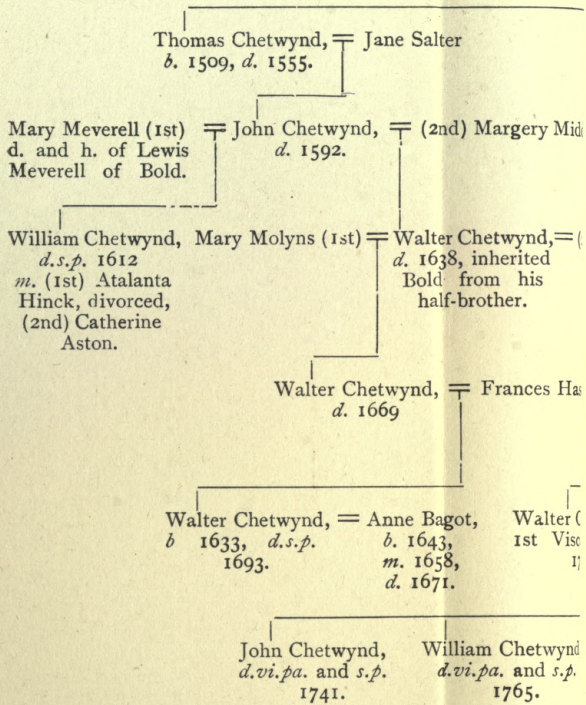 Thomas Chetwynd, = Jane Salter
b. 1509, d. 1555.
Mary Meverell (1st) = John Chetwynd, = (2nd) Margery
d. and h. of Lewis
Meverell of Bold.
d. 1592.
William Chetwynd,
d.s.p. 1612
m. (1st) Atalanta
Hinck, divorced,
(2nd) Catherine
Aston.
Mary Molyns (1st) = Walter Chetwynd, =
d. 1638, inherited
Bold from his
half-brother.
Walter Chetwynd, = Frances
d. 1669
Walter Chetwynd, = Anne Bagot,
b 1633, d.s.p.
1693.
b. 1643,
m. 1658,
d. 1671.
Walter
1st
John Chetwynd,
d.vi.pa. and s.p.
1741.
William Chetwynd
d.vi.pa. and s.p.
1765.